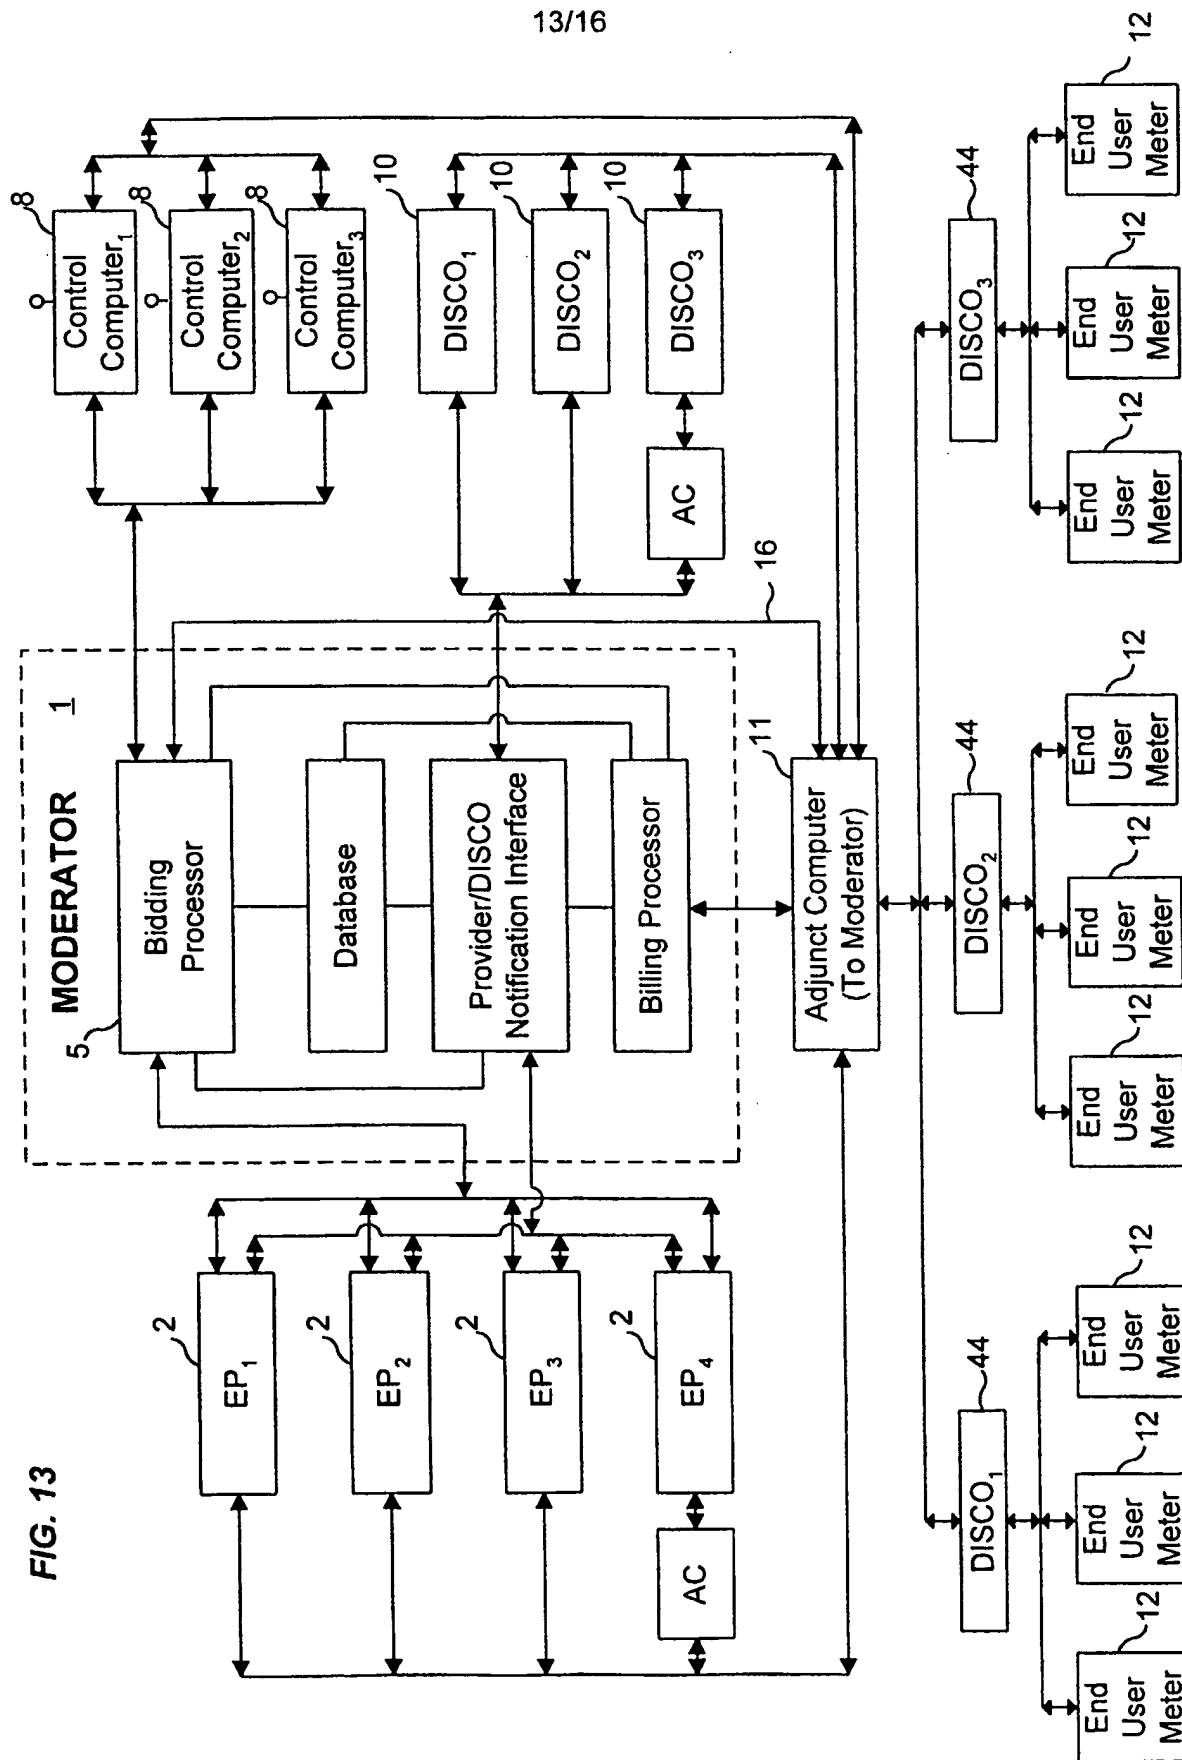 13/16
FIG. 13
MODERATOR
1
5
Bidding
Processor
Database
Provider/DISCO
Notification Interface
Billing Processor
2
EP1
2
EP2
2
EP3
2
EP4
AC
8
Control
Computer1
8
Control
Computer2
8
Control
Computer3
10
DISCO1
10
DISCO2
10
DISCO3
AC
16
11
Adjunct Computer
(To Moderator)
44
DISCO1
44
DISCO2
44
DISCO3
12
End
User
Meter
12
End
User
Meter
12
End
User
Meter
12
End
User
Meter
12
End
User
Meter
12
End
User
Meter
12
End
User
Meter
12
End
User
Meter
12
End
User
Meter